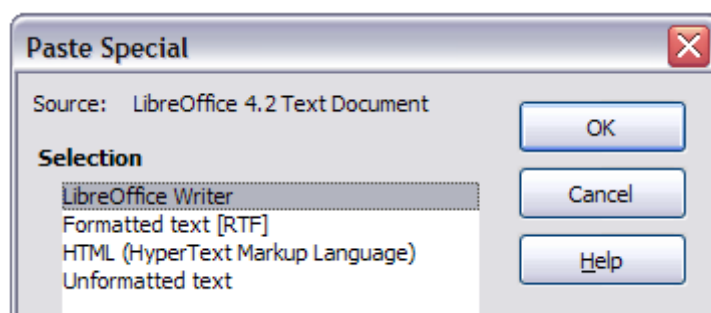 Paste Special
Source: LibreOffice 4.2 Text Document
OK
Selection
LibreOffice Writer
Cancel
Formatted text [RTF]
HTML (HyperText Markup Language)
Help
Unformatted text